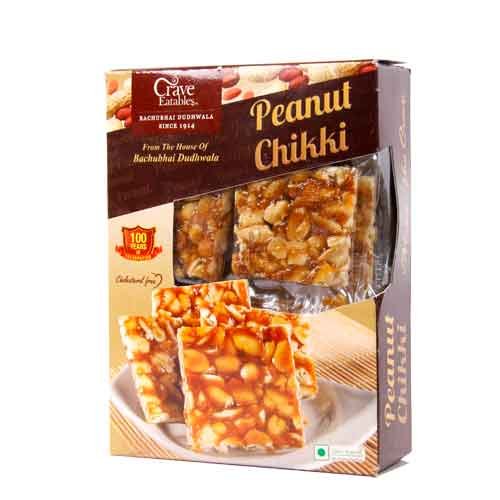 Crave
Eatables
BACHUBHAI DUDHWALA
SINCE 1914
From The House Of
Bachubhai Dudhwala
Peanut
Chikki
100
YEARS
Cholesterol free
Peanut
Chikki